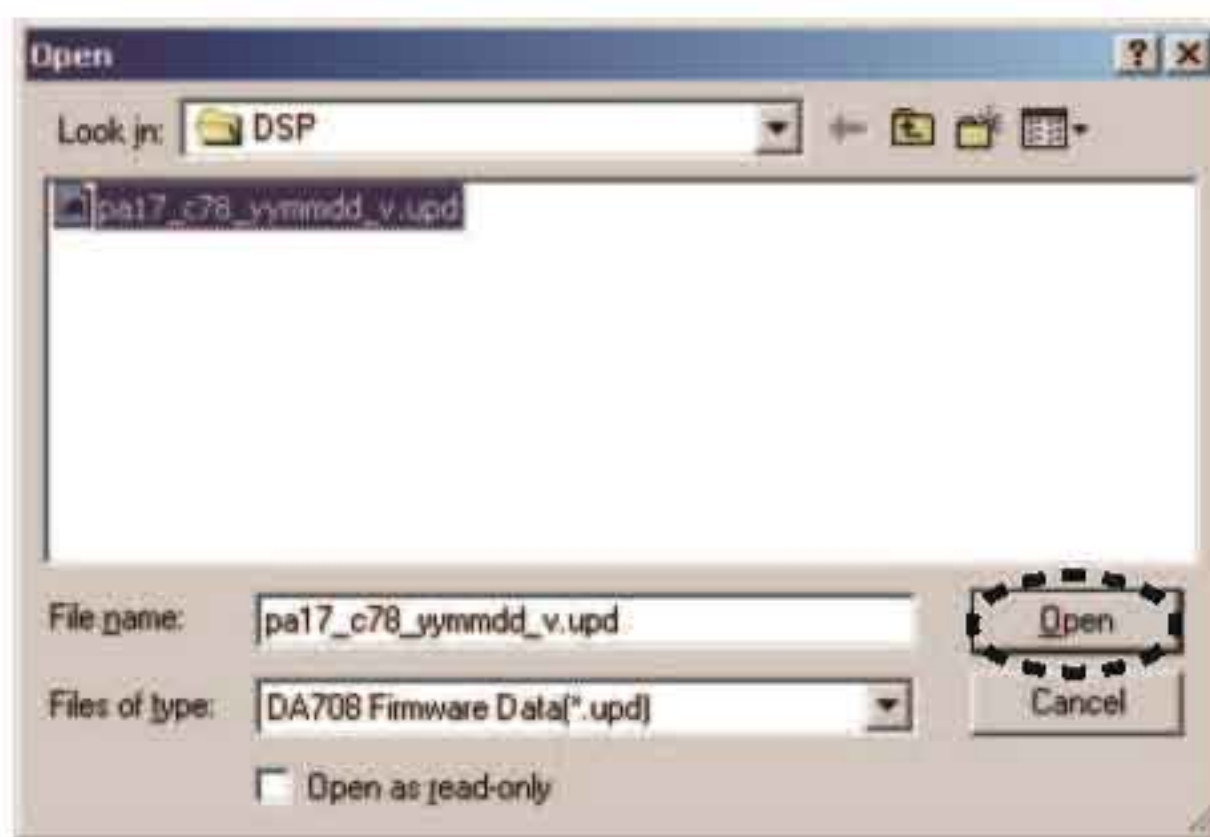 Open
Look in: DSP
pa17_c78_yymmdd_v.upd
File name: pa17_c78_yymmdd_v.upd Open
Files of type: DA708 Firmware Data(*.upd) Cancel
Open as read-only